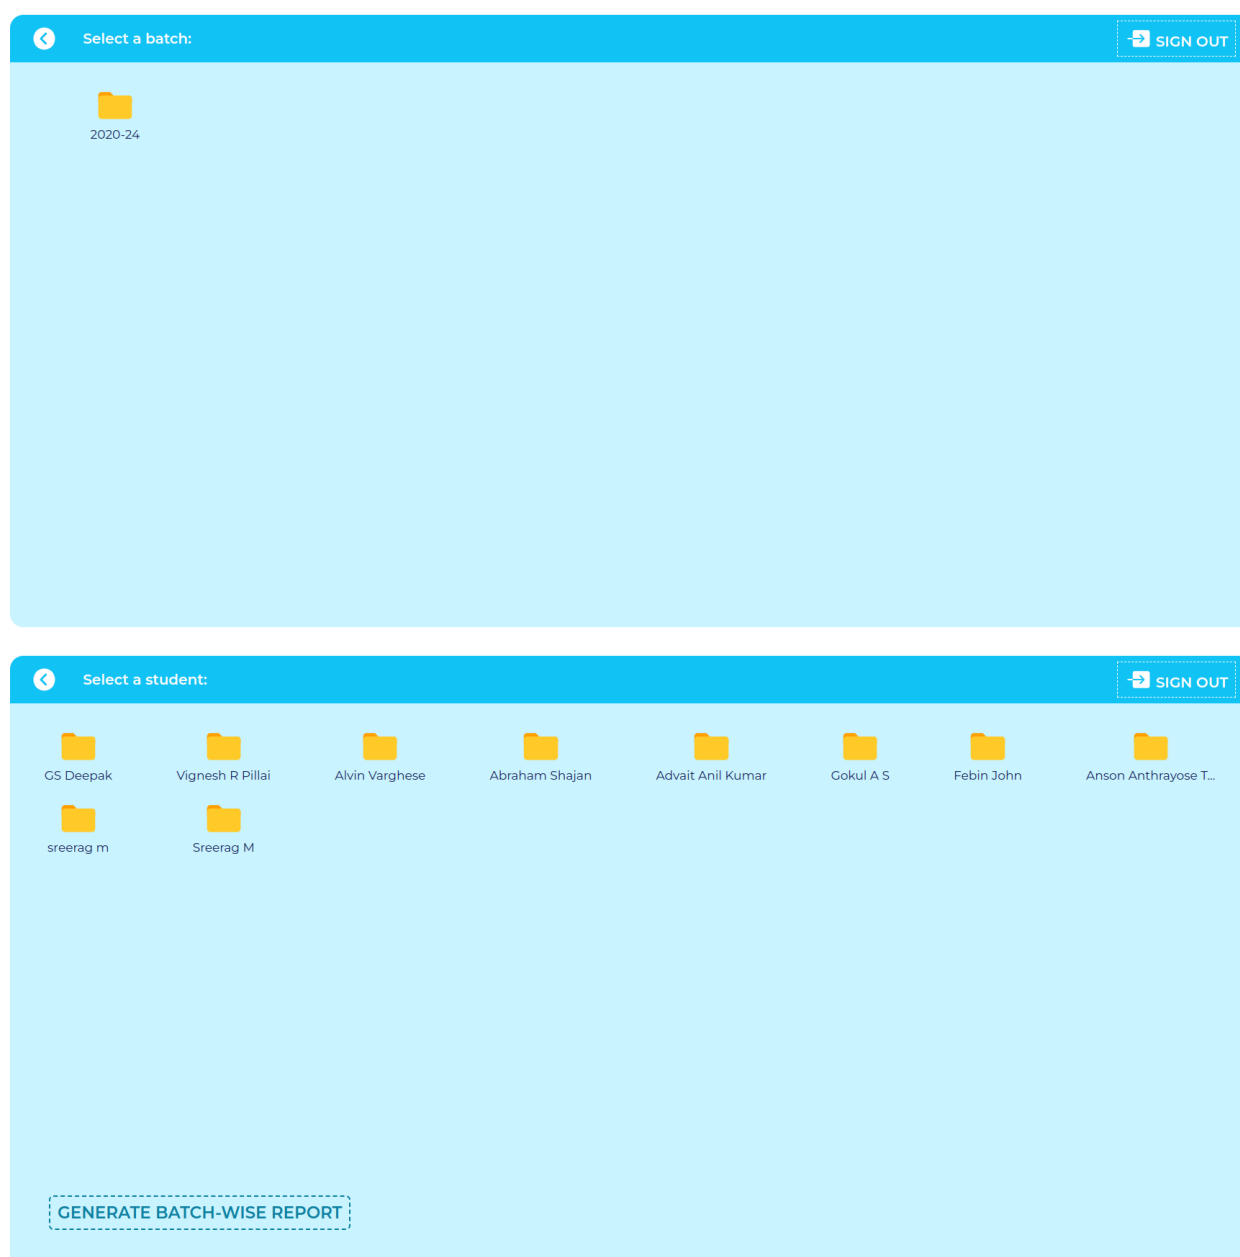 Select a batch:
SIGN OUT
2020-24
Select a student:
SIGN OUT
GS Deepak
Vignesh R Pillai
Alvin Varghese
Abraham Shajan
Advait Anil Kumar
Gokul A S
Febin John
Anson Anthrayose T...
sreerag m
Sreerag M
GENERATE BATCH-WISE REPORT